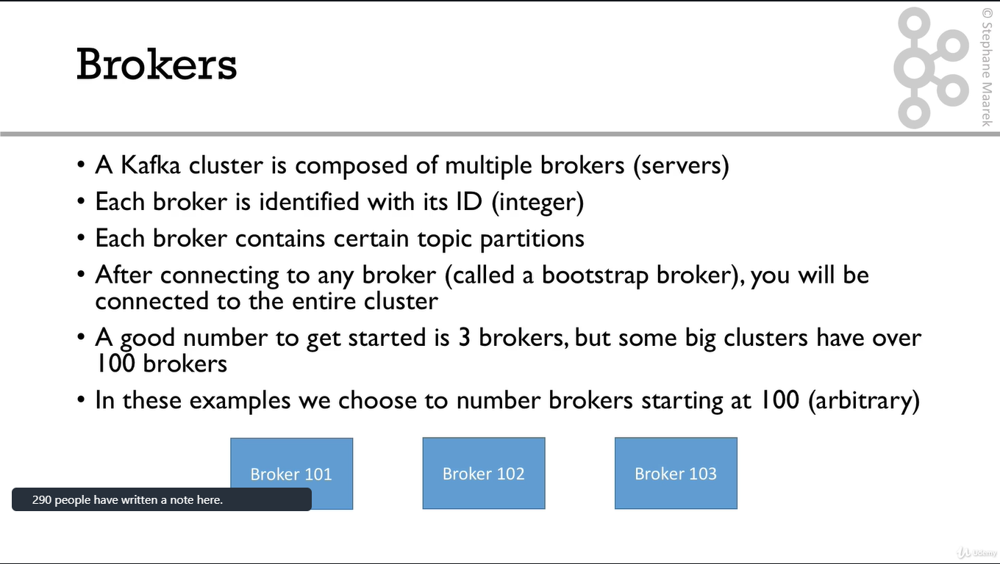 Brokers
© Stephane Maarek
• A Kafka cluster is composed of multiple brokers (servers)
• Each broker is identified with its ID (integer)
• Each broker contains certain topic partitions
• After connecting to any broker (called a bootstrap broker), you will be
connected to the entire cluster
• A good number to get started is 3 brokers, but some big clusters have over
100 brokers
• In these examples we choose to number brokers starting at 100 (arbitrary)
Broker 101
Broker 102
Broker 103
290 people have written a note here.
Udemy